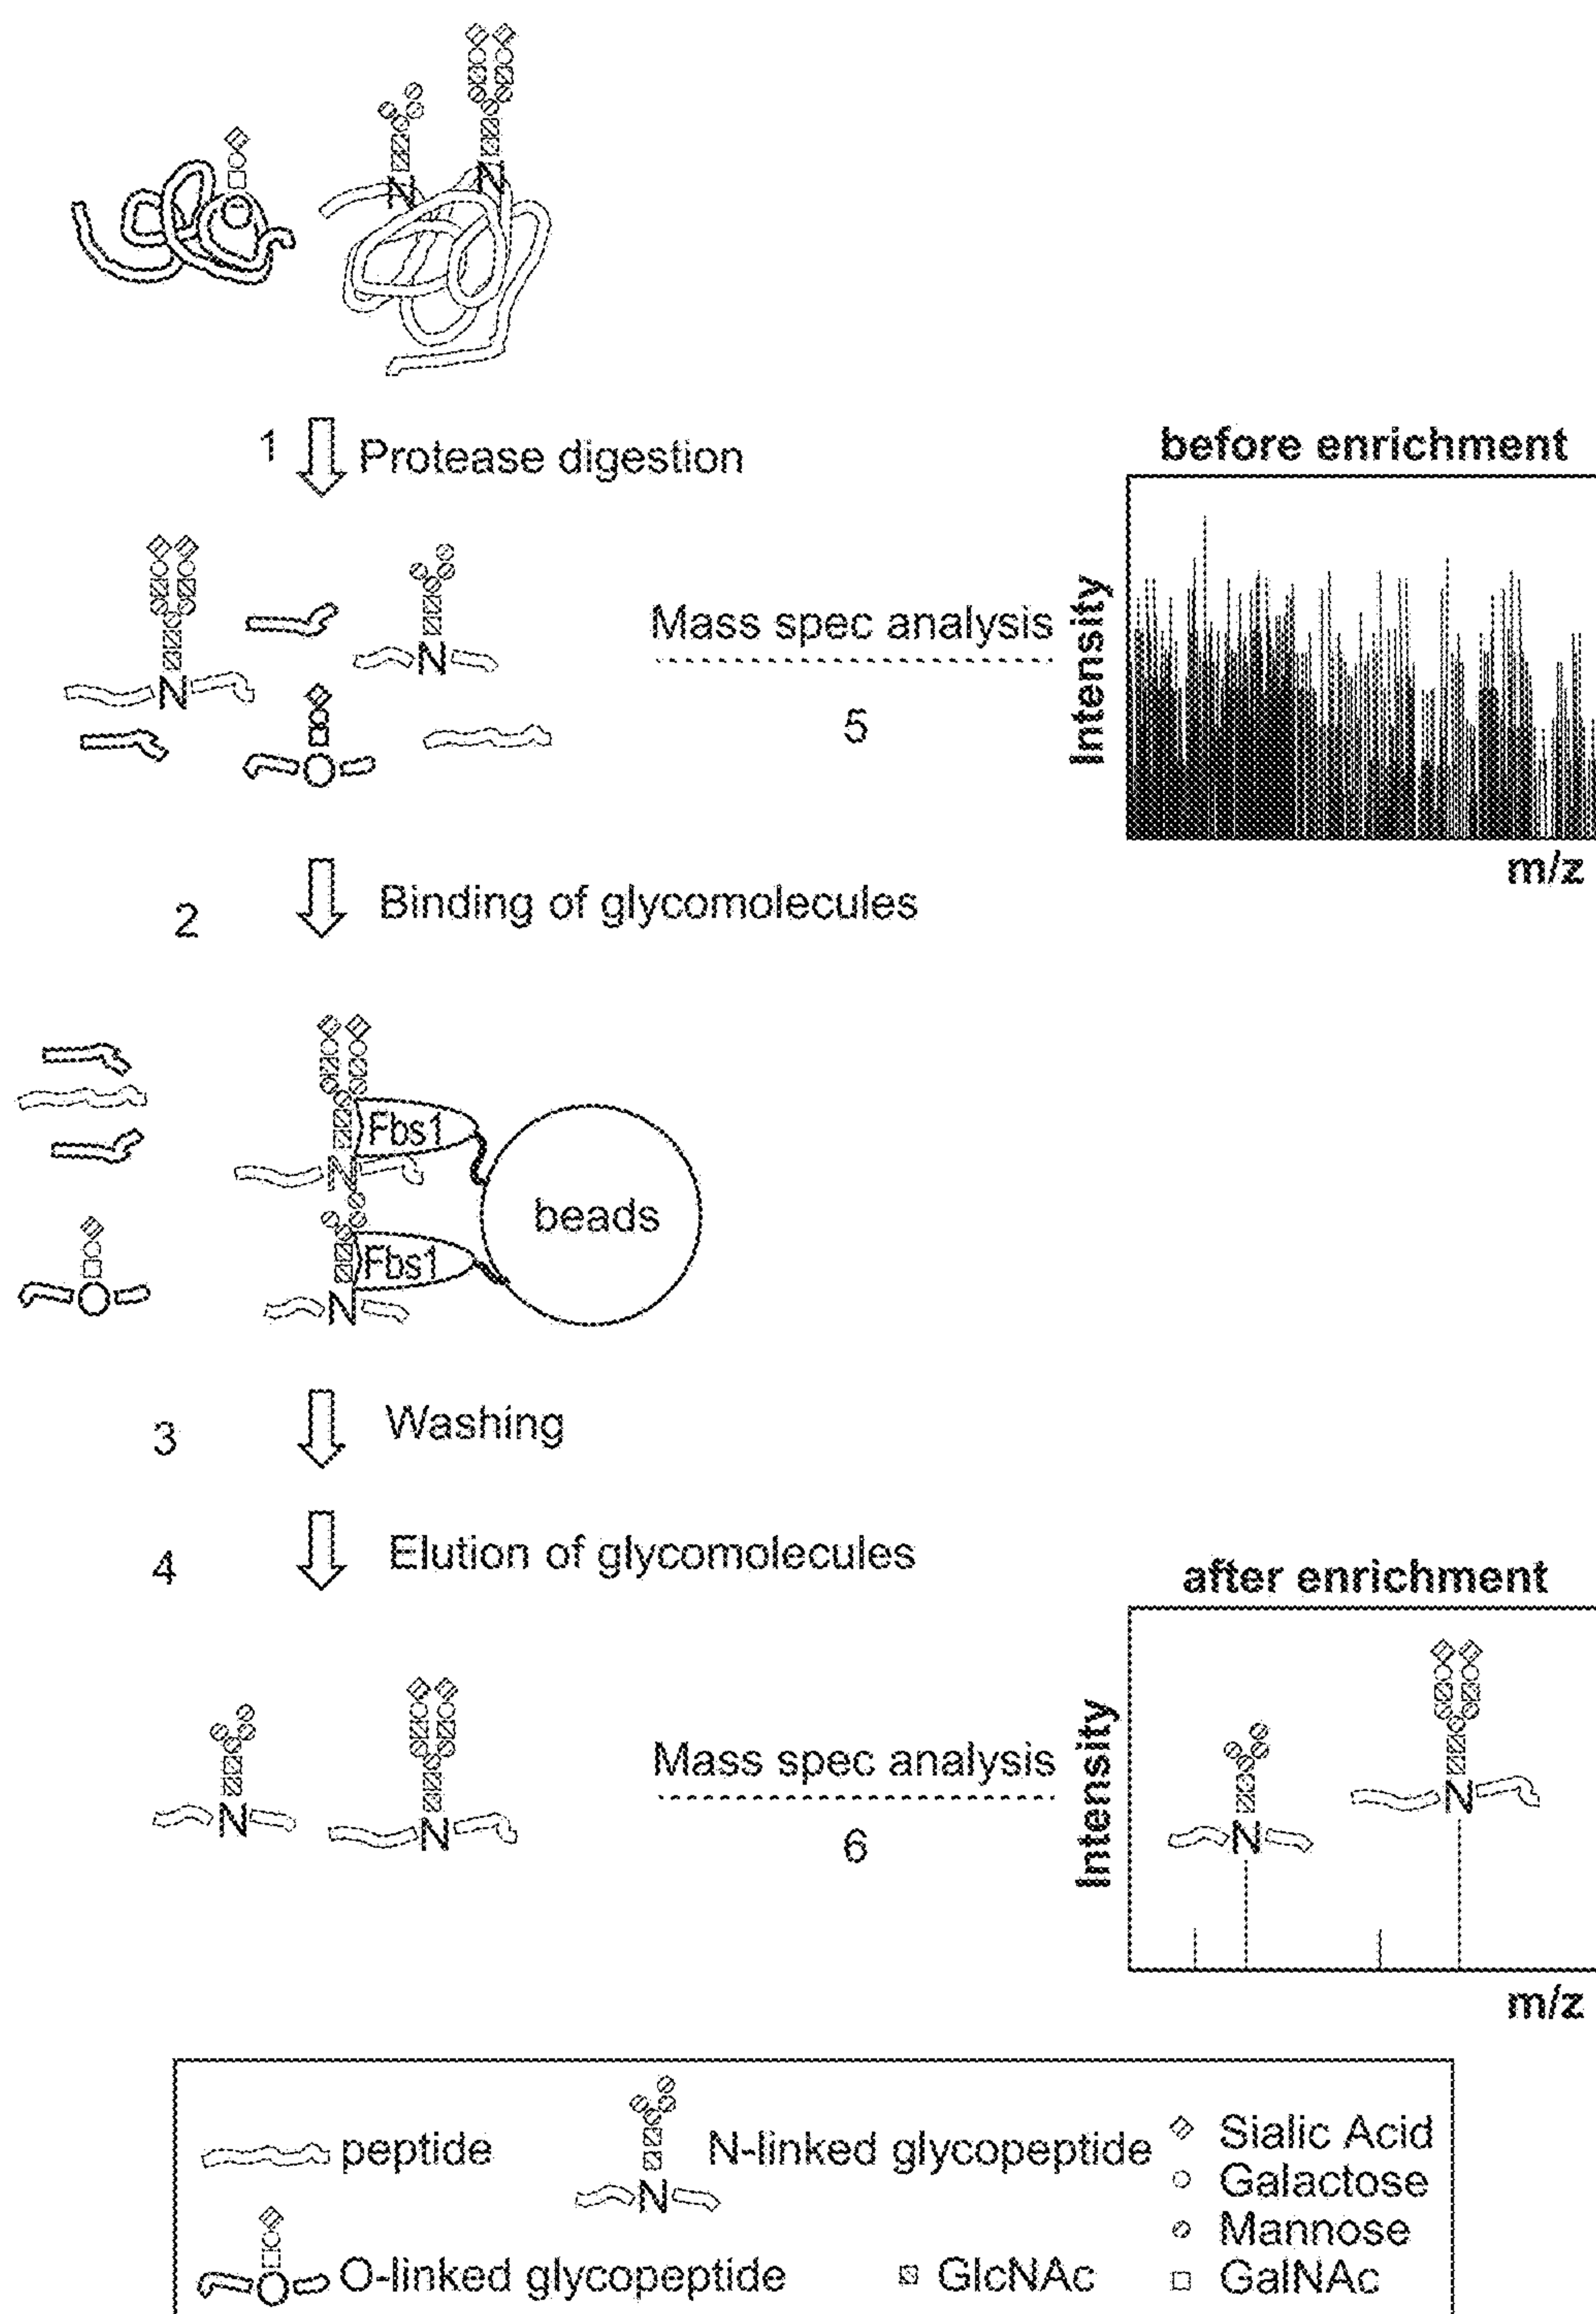 N
N
1
Protease digestion
before enrichment
Intensity
m/z
N
N
Mass spec analysis
5
2
Binding of glycomolecules
Fbs1
N
beads
Fbs1
N
3
Washing
4
Elution of glycomolecules
after enrichment
Intensity
N
N
m/z
N
N
Mass spec analysis
6
peptide
N
N-linked glycopeptide
O-linked glycopeptide
GlcNAc
Sialic Acid
Galactose
Mannose
GalNAc